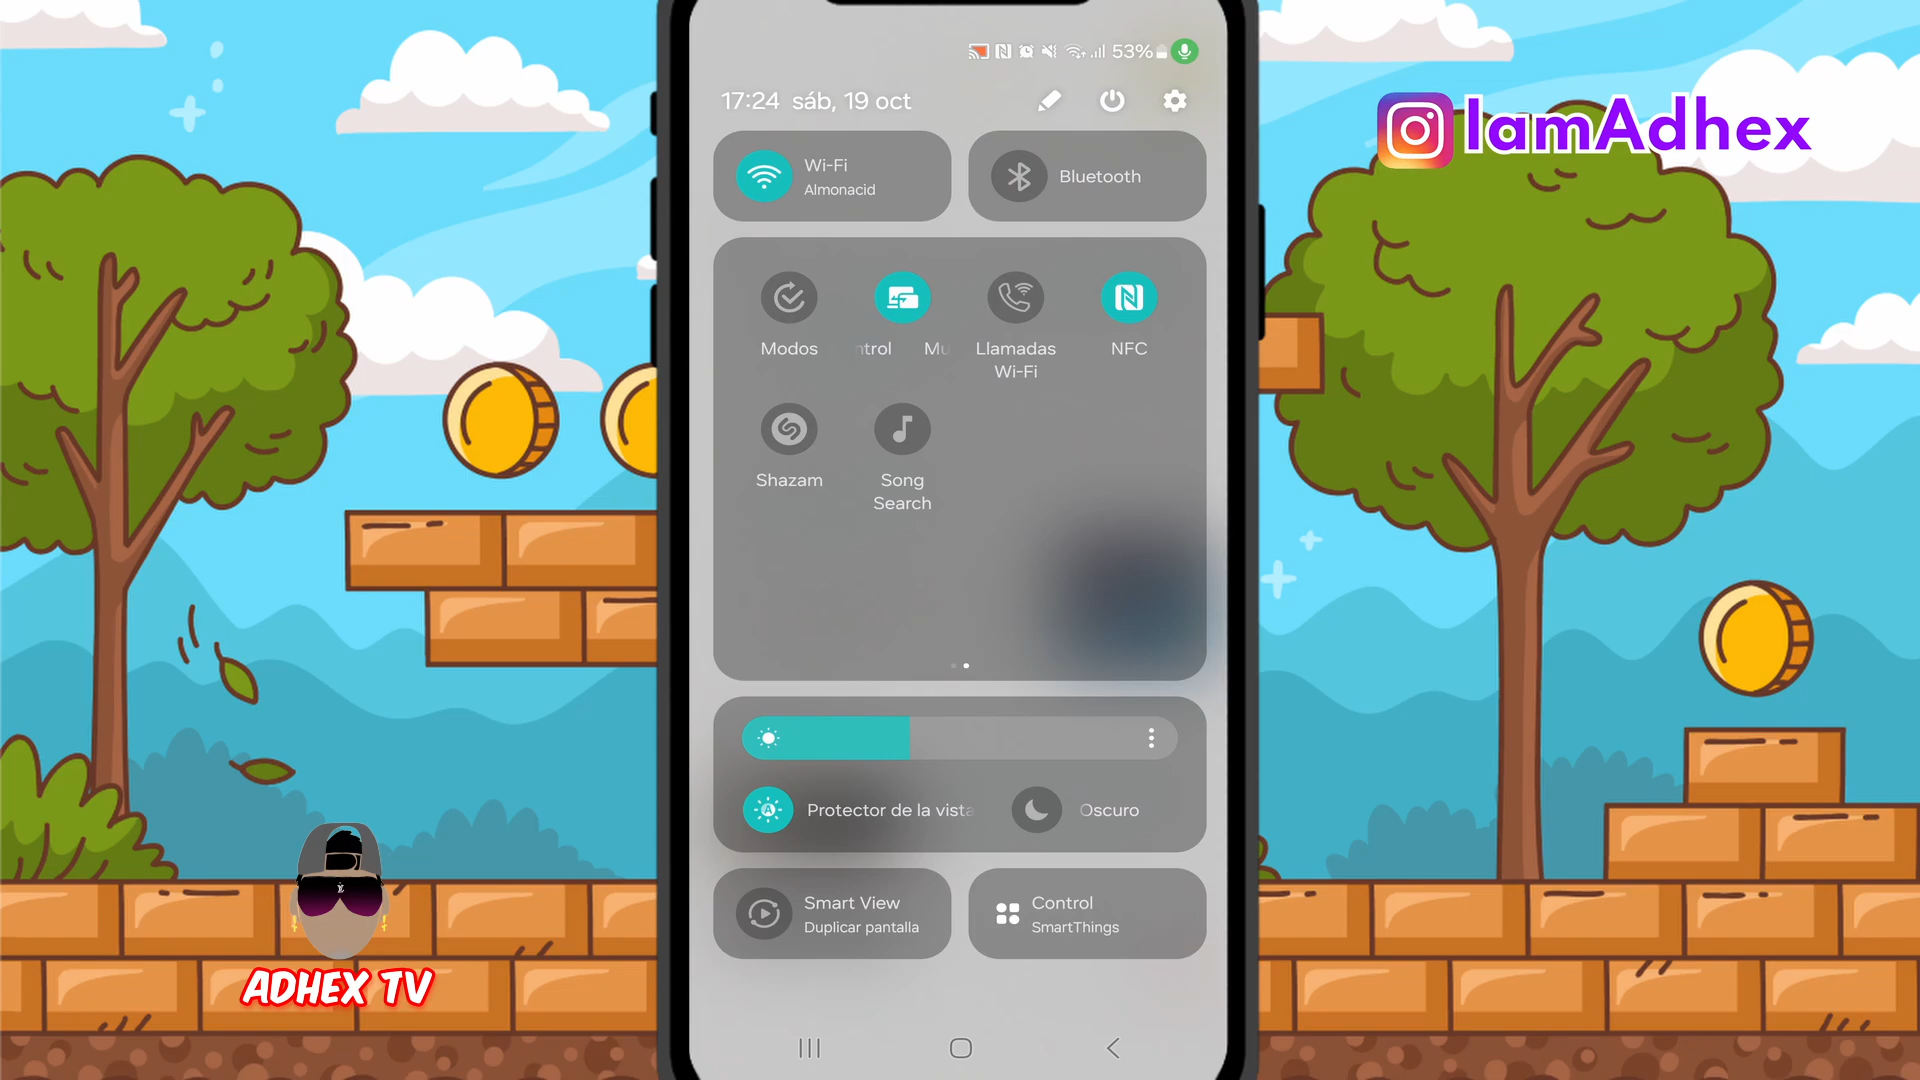 53%
17:24 sáb, 19 oct
IamAdhex
Wi-Fi
Almonacid
Bluetooth
Modos
ntrol Mu
Llamadas
Wi-Fi
NFC
Shazam
Song
Search
Protector de la vista
Oscuro
Smart View
Duplicar pantalla
Control
SmartThings
ADHEX TV